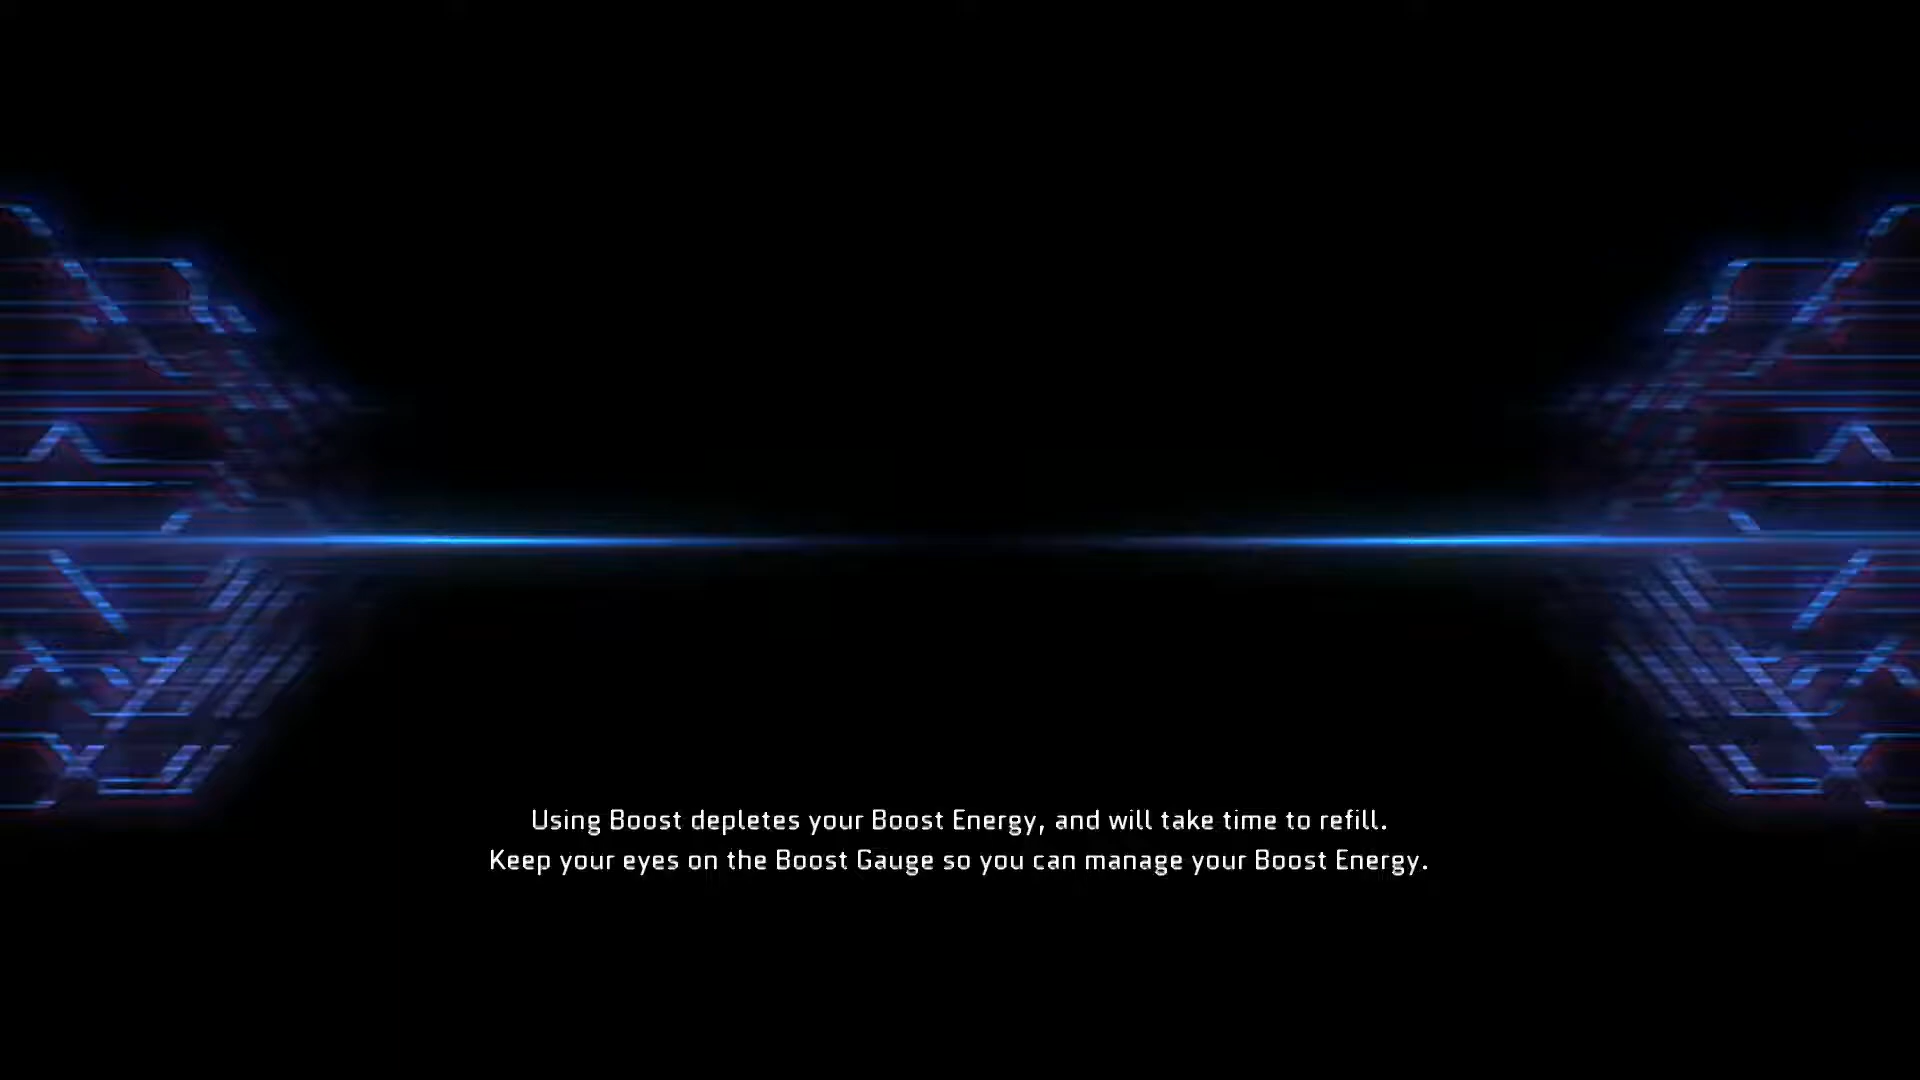 Using Boost depletes your Boost Energy, and will take time to refill.
Keep your eyes on the Boost Gauge so you can manage your Boost Energy.